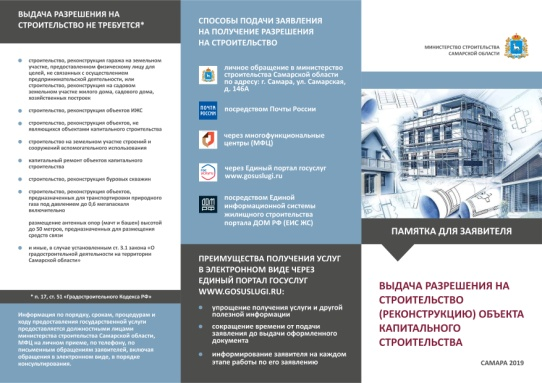 ВЫДАЧА РАЗРЕШЕНИЯ НА
СТРОИТЕЛЬСТВО НЕ ТРЕБУЕТСЯ*
строительство, реконструкция гаража на земельном
участке, предоставленном физическому лицу для
целей, не связанных с осуществлением
предпринимательской деятельности, или
строительство, реконструкция на садовом
земельном участке жилого дома, садового дома,
хозяйственных построек
строительство, реконструкция объектов ИЖС
строительство, реконструкция объектов, не
являющихся объектами капитального строительства
строительство на земельном участке строений и
сооружений вспомогательного использования
капитальный ремонт объектов капитального
строительства
строительство, реконструкция буровых скважин
строительство, реконструкция объектов,
предназначенных для транспортировки природного
газа под давлением до 0,6 мегапаскаля
включительно
размещение антенных опор (мачт и башен) высотой
до 50 метров, предназначенных для размещения
средств связи
и иные, в случае установленным ст. 3.1 закона «О
градостроительной деятельности на территории
Самарской области»
* п. 17, ст. 51 «Градостроительного Кодекса РФ»
Информация по порядку, срокам, процедурам и
ходу предоставления государственной услуги
предоставляется должностными лицами
министерства строительства Самарской области,
МФЦ на личном приеме, по телефону, по
письменным обращениям заявителей, включая
обращения в электронном виде, в порядке
консультирования.
СПОСОБЫ ПОДАЧИ ЗАЯВЛЕНИЯ
НА ПОЛУЧЕНИЕ РАЗРЕШЕНИЯ
НА СТРОИТЕЛЬСТВО
личное обращение в министерство
строительства Самарской области
по адресу: г. Самара, ул. Самарская,
д. 146А
ПОЧТА
РОССИИ
посредством Почты России
через многофункциональные
центры (МФЦ)
через Единый портал госуслуг
www.gosuslugi.ru
ДОМ
РФ
посредством Единой
информационной системы
жилищного строительства
портала ДОМ РФ (ЕИС ЖС)
ПРЕИМУЩЕСТВА ПОЛУЧЕНИЯ УСЛУГ
В ЭЛЕКТРОННОМ ВИДЕ ЧЕРЕЗ
ЕДИНЫЙ ПОРТАЛ ГОСУСЛУГ
WWW.GOSUSLUGI.RU:
упрощение получения услуги и другой
полезной информации
сокращение времени от подачи
заявления до выдачи оформленного
документа
информирование заявителя на каждом
этапе работы по его заявлению
МИНИСТЕРСТВО СТРОИТЕЛЬСТВА
САМАРСКОЙ ОБЛАСТИ
ПАМЯТКА ДЛЯ ЗАЯВИТЕЛЯ
ВЫДАЧА РАЗРЕШЕНИЯ НА
СТРОИТЕЛЬСТВО
(РЕКОНСТРУКЦИЮ) ОБЪЕКТА
КАПИТАЛЬНОГО
СТРОИТЕЛЬСТВА
САМАРА 2019